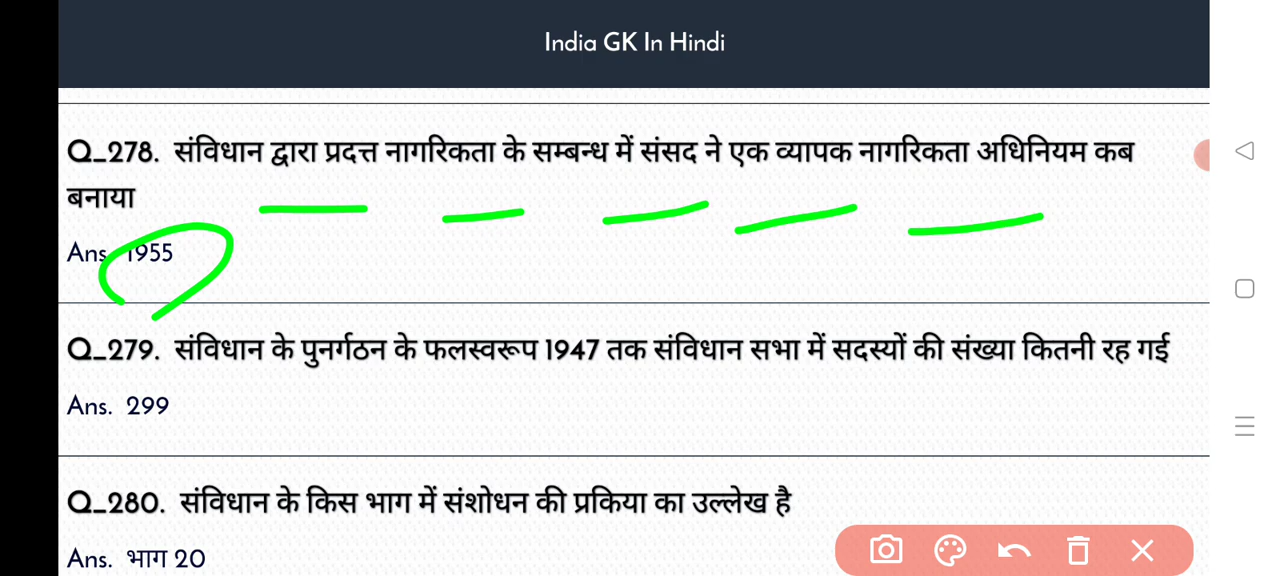 India GK In Hindi
Q_278. संविधान द्वारा प्रदत्त नागरिकता के सम्बन्ध में संसद ने एक व्यापक नागरिकता अधिनियम कब
बनाया
Ans. 1955
Q_279. संविधान के पुनर्गठन के फलस्वरूप 1947 तक संविधान सभा में सदस्यों की संख्या कितनी रह गई
Ans. 299
Q_280. संविधान के किस भाग में संशोधन की प्रकिया का उल्लेख है
Ans. भाग 20